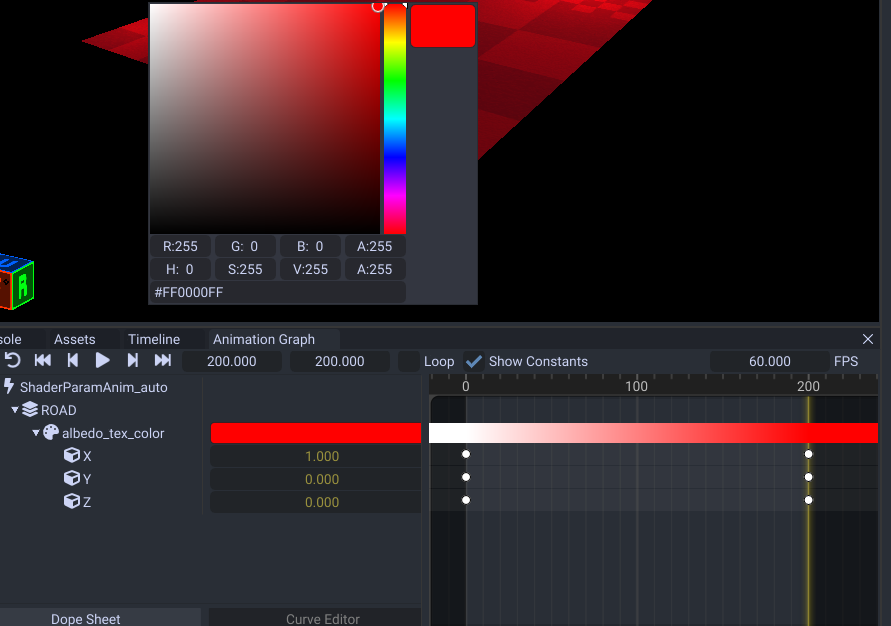 R:255 G: 0 B: 0 A:255
H: 0 S:255 V:255 A:255
#FF0000FF
R
sole Assets Timeline Animation Graph
200.000 200.000 Loop Show Constants 60.000 FPS
ShaderParamAnim_auto
0 100 200
ROAD
albedo_tex_color
X 1.000
Y 0.000
Z 0.000
Dope Sheet Curve Editor